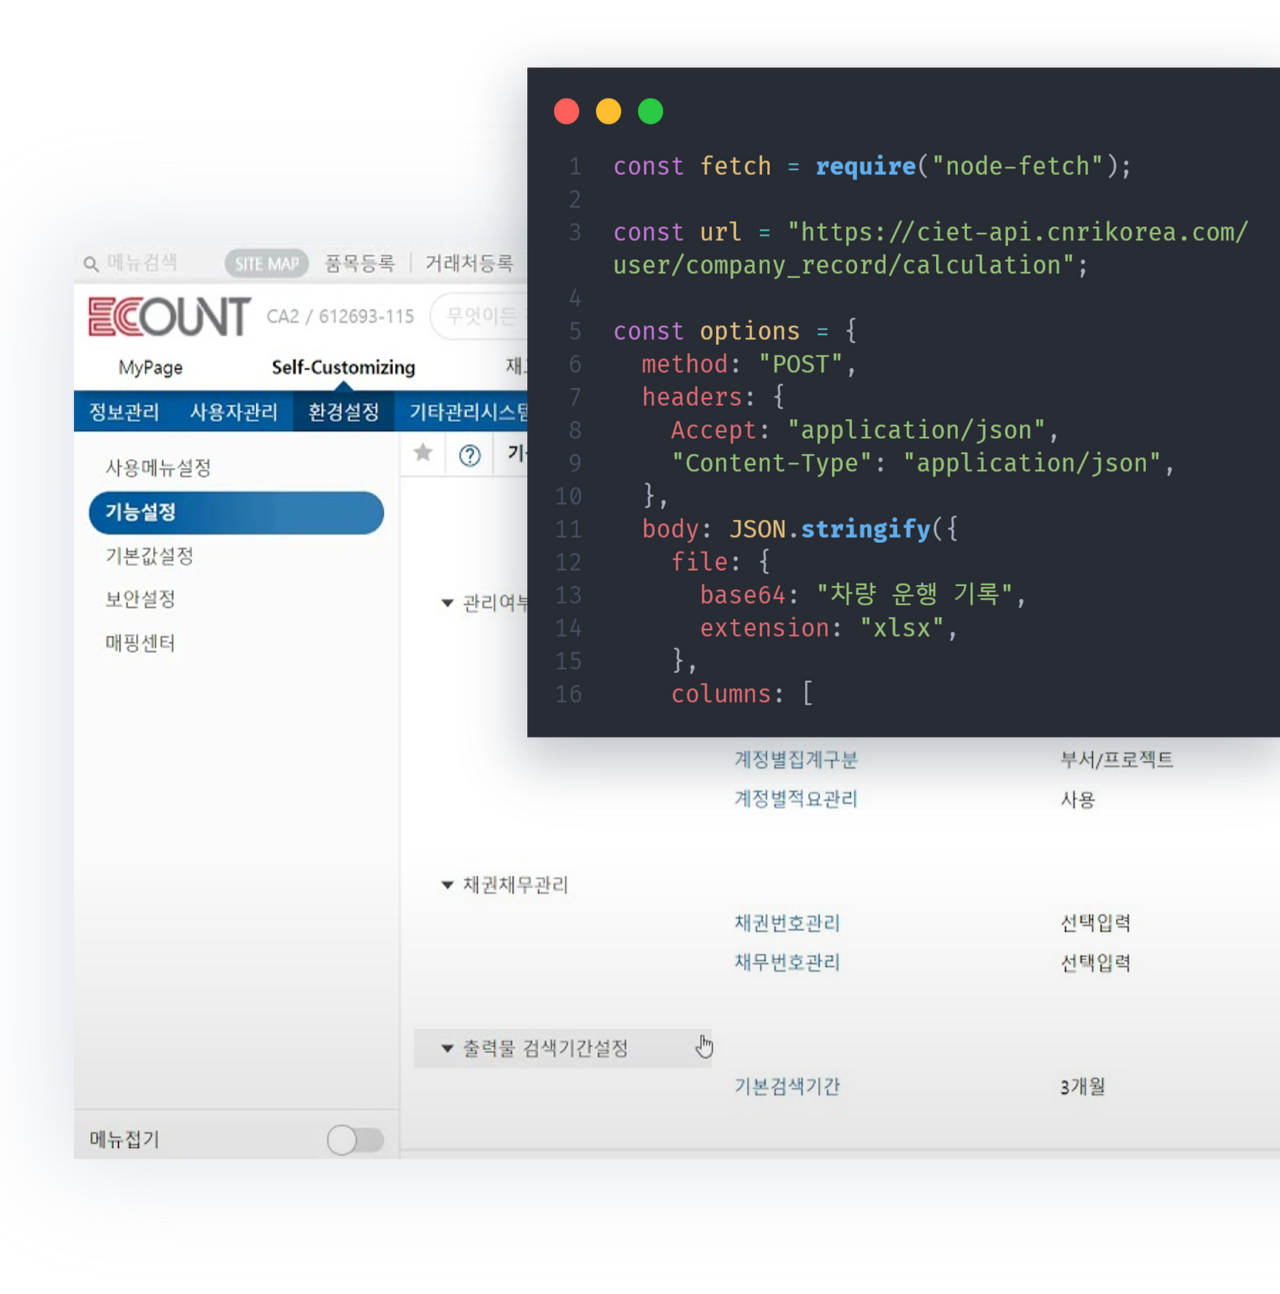 메뉴검색 SITE MAP 품목등록 | 거래처등록
ECOUNT CA2 / 612693-115 무엇이든
MyPage Self-Customizing 재
정보관리 사용자관리 환경설정 기타관리시스템
사용메뉴설정
기능설정
기본값설정
보안설정
매핑센터
메뉴접기
▼ 관리여부
계정별집계구분 부서/프로젝트
계정별적요관리 사용
▼ 채권채무관리
채권번호관리 선택입력
채무번호관리 선택입력
▼ 출력물 검색기간설정
기본검색기간 3개월
1 const fetch = require("node-fetch");
2
3 const url = "https://ciet-api.cnrikorea.com/
user/company_record/calculation";
4
5 const options = {
6 method: "POST",
7 headers: {
8 Accept: "application/json",
9 "Content-Type": "application/json",
10 },
11 body: JSON.stringify({
12 file: {
13 base64: "차량 운행 기록",
14 extension: "xlsx",
15 },
16 columns: [